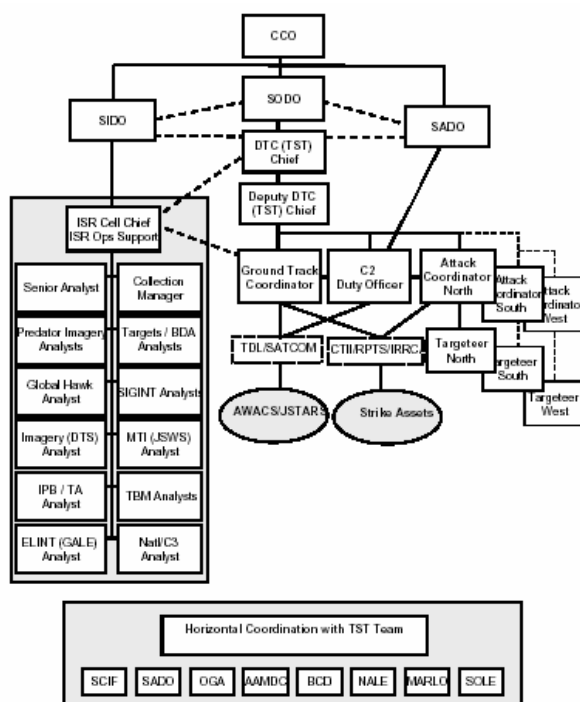 CCO
SIDO
SODO
SADO
DTC (TST)
Chief
Deputy DTC
(TST) Chief
ISR Cell Chief
ISR Ops Support
Senior Analyst
Collection
Manager
Predator Imagery
Analysts
Targets / BDA
Analysts
Global Hawk
Analysts
SIGINT Analysts
Imagery (DTS)
Analyst
MTI (JSWS)
Analyst
IPB / TA
Analyst
TBM Analysts
ELINT (GALE)
Analyst
Natl/C3
Analyst
Ground Track
Coordinator
C2
Duty Officer
Attack
Coordinator
North
Attack
South
Attack
West
TDL/SATCOM
Targeteer
North
Targeteer
South
Targeteer
West
AWACS/JSTARS
Strike Assets
Horizontal Coordination with TST Team
SCIF
SADO
OGA
AAMDC
BCD
NALE
MARLO
SOLE